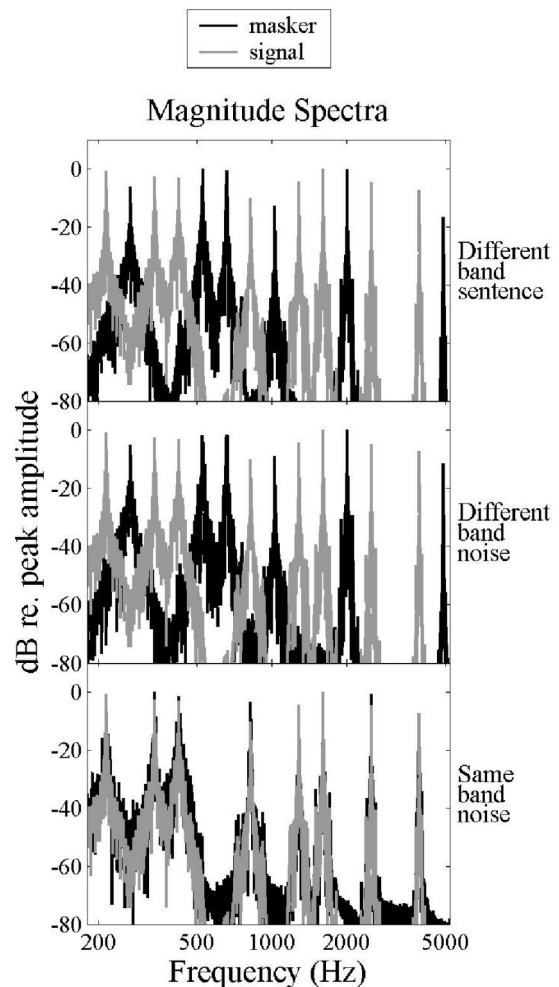 masker
signal
Magnitude Spectra
dB re. peak amplitude
0
-20
-40
-60
-80
Different
band
sentence
0
-20
-40
-60
-80
Different
band
noise
0
-20
-40
-60
-80
Same
band
noise
200 500 1000 2000 5000
Frequency (Hz)